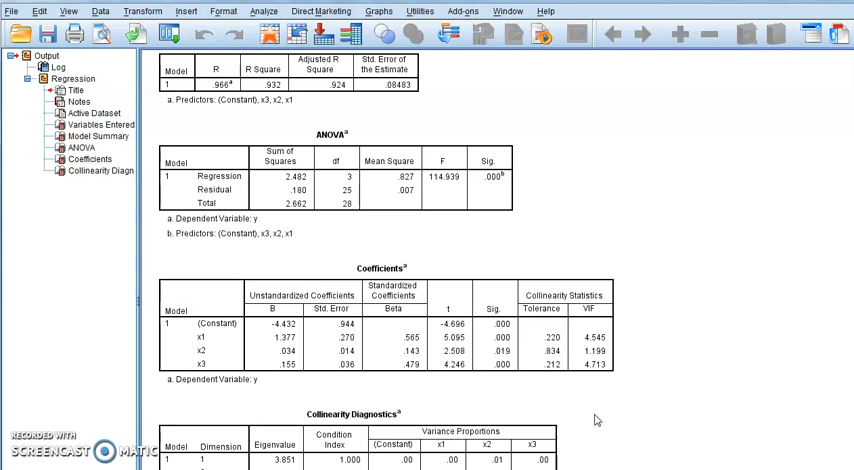 File Edit View Data Transform Insert Format Analyze Direct Marketing Graphs Utilities Add-ons Window Help
Output
Log
Regression
Title
Notes
Active Dataset
Variables Entered
Model Summary
ANOVA
Coefficients
Collinearity Diagn
Model R R Square Adjusted R Square Std. Error of the Estimate
1 .966a .932 .924 .08483
a. Predictors: (Constant), x3, x2, x1
ANOVAa
Model Sum of Squares df Mean Square F Sig.
1 Regression 2.482 3 .827 114.939 .000b
Residual .180 25 .007
Total 2.662 28
a. Dependent Variable: y
b. Predictors: (Constant), x3, x2, x1
Coefficientsa
Unstandardized Coefficients Standardized Coefficients Collinearity Statistics
Model B Std. Error Beta t Sig. Tolerance VIF
1 (Constant) -4.432 .944 -4.696 .000
x1 1.377 .270 .565 5.095 .000 .220 4.545
x2 .034 .014 .143 2.508 .019 .834 1.199
x3 .155 .036 .479 4.246 .000 .212 4.713
a. Dependent Variable: y
Collinearity Diagnosticsa
Variance Proportions
Model Dimension Eigenvalue Condition Index (Constant) x1 x2 x3
1 1 3.851 1.000 .00 .00 .01 .00
RECORDED WITH
SCREENCAST MATIC